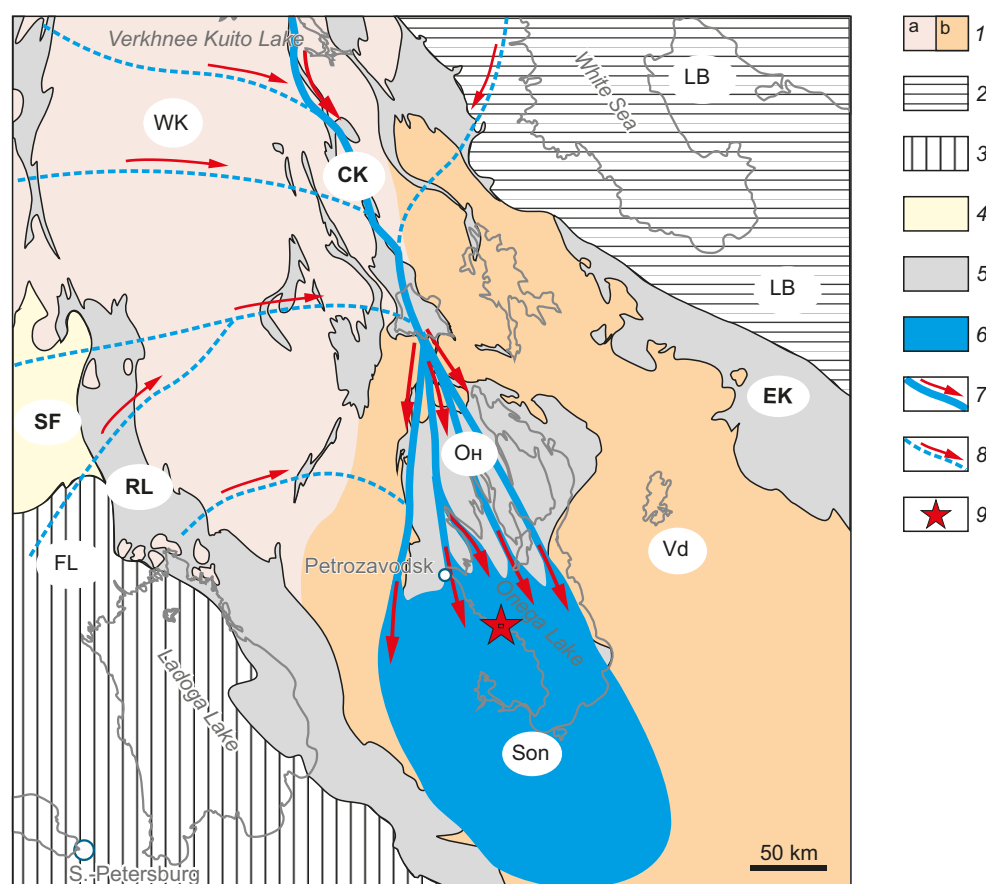 Verkhnee Kuito Lake
White Sea
LB
WK
CK
LB
EK
SF
Oн
RL
FL
Vd
Petrozavodsk
Onega Lake
Ladoga Lake
Son
S.-Petersburg
50 km
a
b
1
2
3
4
5
6
7
8
9